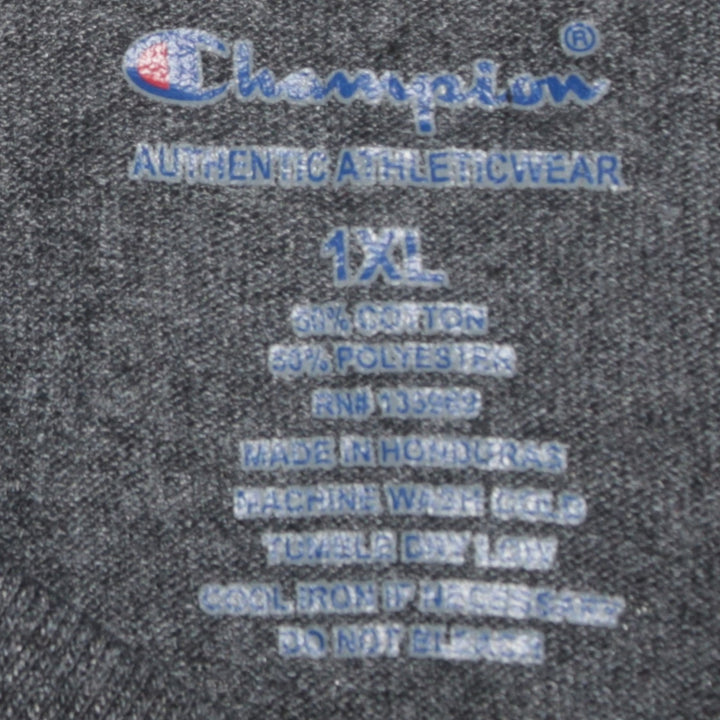 Champion®
AUTHENTIC ATHLETICWEAR
1XL
COTTON
POLYESTER
RN#
MADE IN HONDURAS
MACHINE WASH COLD
TUMBLE DRY LOW
COOL IRON IF NECESSARY
DO NOT BLEACH